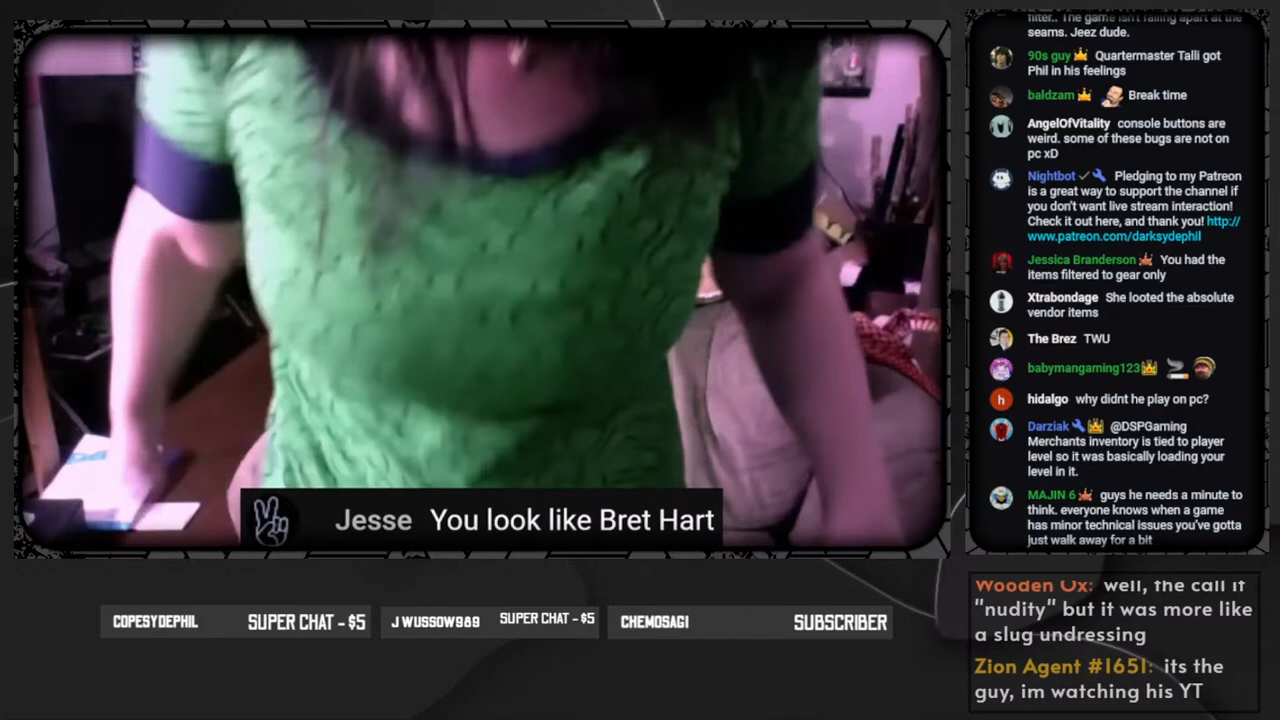 filter.. The game isn't falling apart at the
seams. Jeez dude.
90s guy Quartermaster Talli got
Phil in his feelings
baldzam Break time
AngelOfVitality console buttons are
weird. some of these bugs are not on
pc xD
Nightbot Pledging to my Patreon
is a great way to support the channel if
you don't want live stream interaction!
Check it out here, and thank you! http://
www.patreon.com/darksydephil
Jessica Branderson You had the
items filtered to gear only
Xtrabondage She looted the absolute
vendor items
The Brez TWU
babymangaming123
h hidalgo why didnt he play on pc?
Darziak @DSPGaming
Merchants inventory is tied to player
level so it was basically loading your
level in it.
MAJIN 6 guys he needs a minute to
think. everyone knows when a game
has minor technical issues you've gotta
just walk away for a bit
Jesse You look like Bret Hart
COPESYDEPHIL SUPER CHAT - $5
J WUSSOW989 SUPER CHAT - $5
CHEMOSAGI SUBSCRIBER
Wooden Ox: well, the call it
"nudity" but it was more like
a slug undressing
Zion Agent #1651: its the
guy, im watching his YT